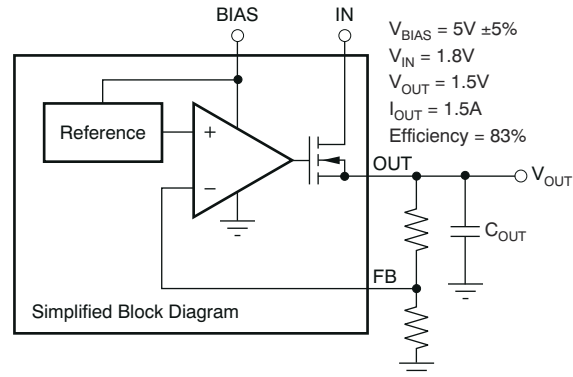 BIAS
IN
V_BIAS = 5V ±5%
V_IN = 1.8V
V_OUT = 1.5V
I_OUT = 1.5A
Efficiency = 83%
Reference
+
−
OUT
V_OUT
C_OUT
FB
Simplified Block Diagram